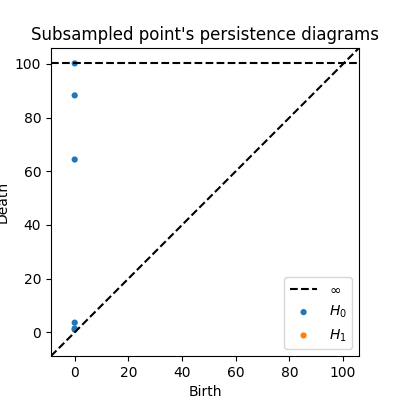 Subsampled point's persistence diagrams
100
80
60
40
20
0
Death
∞
H₀
H₁
0 20 40 60 80 100
Birth